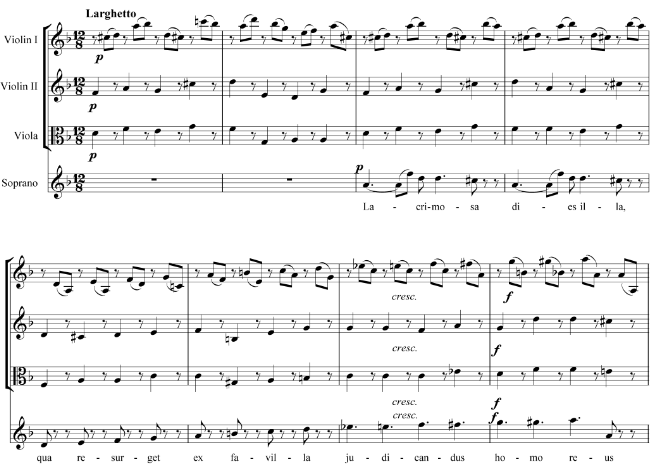 Larghetto
Violin I
p
Violin II
p
Viola
p
Soprano
p
La - cri - mo - sa di - es il - la,
cresc.
f
cresc.
f
cresc.
f
cresc.
f
qua re - sur - get ex fa - vil - la ju - di - can - dus ho - mo re - us